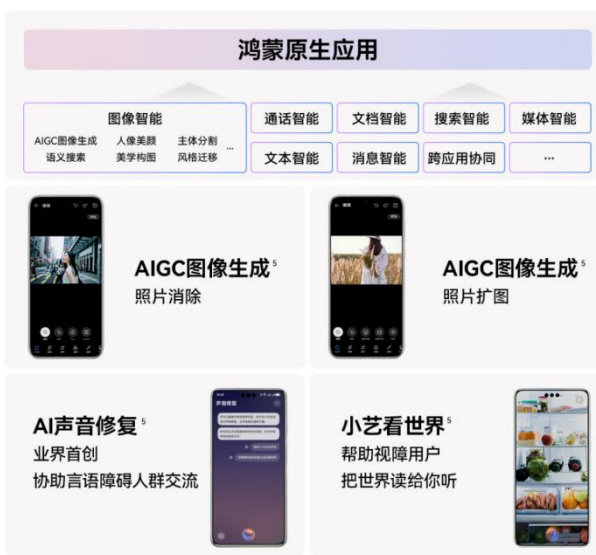 鸿蒙原生应用
图像智能
AIGC图像生成 人像美颜 主体分割
语义搜索 美学构图 风格迁移 ...
通话智能 文档智能 搜索智能 媒体智能
文本智能 消息智能 跨应用协同 ...
AIGC图像生成5
照片消除
AIGC图像生成5
照片扩图
AI声音修复5
业界首创
协助言语障碍人群交流
声音修复
小艺看世界5
帮助视障用户
把世界读给你听